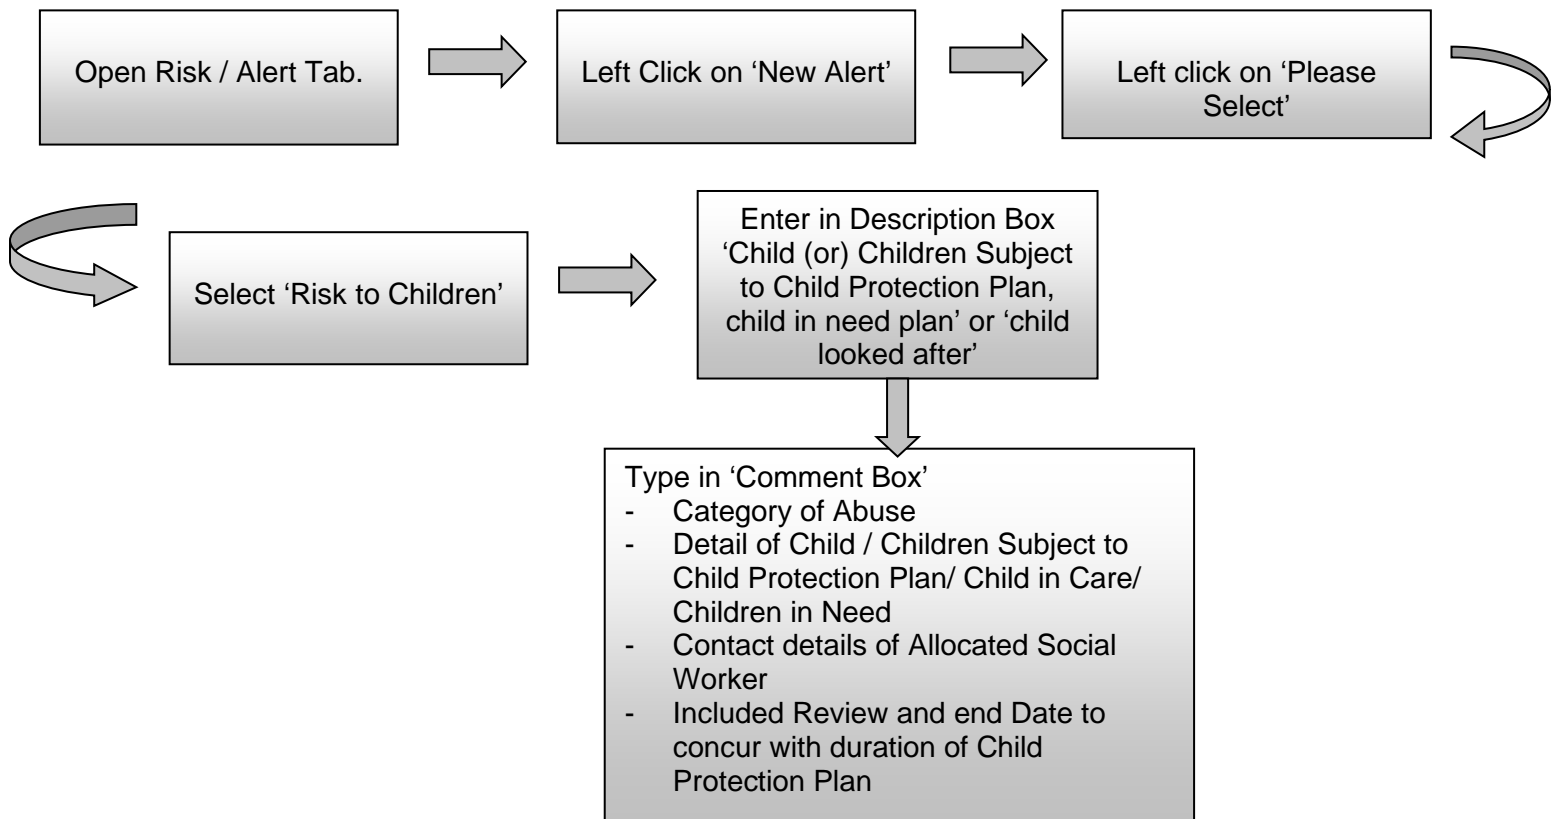 Open Risk / Alert Tab.
Left Click on ‘New Alert’
Left click on ‘Please
Select’
Select ‘Risk to Children’
Enter in Description Box
‘Child (or) Children Subject
to Child Protection Plan,
child in need plan’ or ‘child
looked after’
Type in ‘Comment Box’
- Category of Abuse
- Detail of Child / Children Subject to
Child Protection Plan/ Child in Care/
Children in Need
- Contact details of Allocated Social
Worker
- Included Review and end Date to
concur with duration of Child
Protection Plan